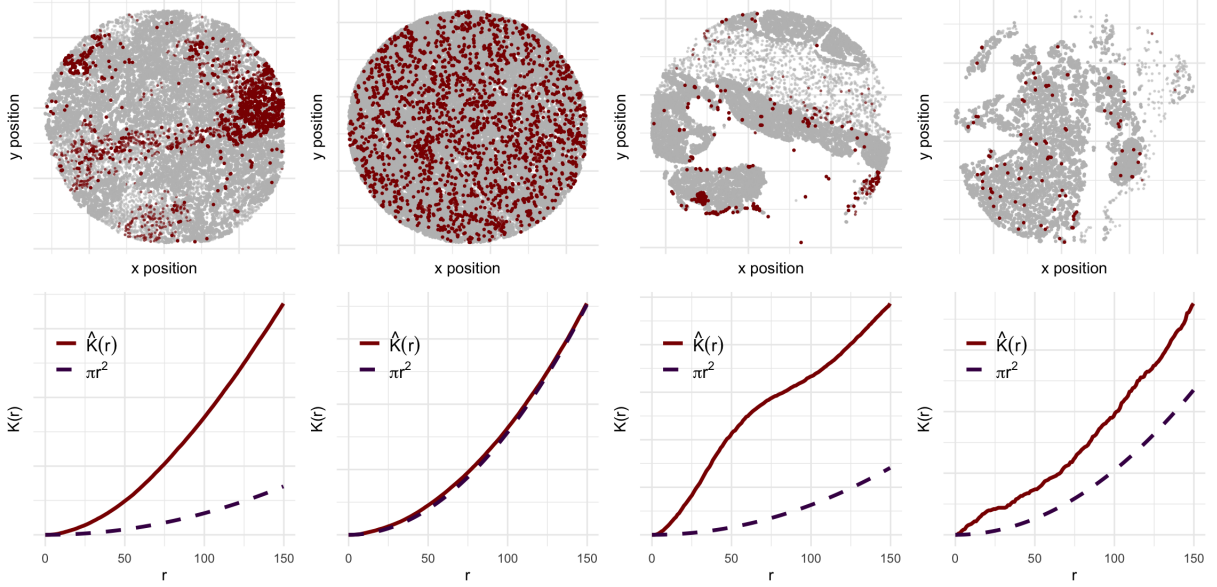 y position
x position
y position
x position
y position
x position
y position
x position
K(r)
K̂(r)
πr²
0 50 100 150
r
K(r)
K̂(r)
πr²
0 50 100 150
r
K(r)
K̂(r)
πr²
0 50 100 150
r
K(r)
K̂(r)
πr²
0 50 100 150
r